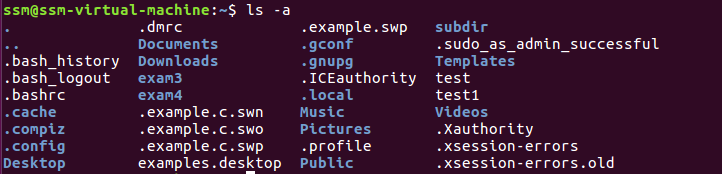 ssm@ssm-virtual-machine:~$ ls -a
. .dmrc .example.swp subdir
.. Documents .gconf .sudo_as_admin_successful
.bash_history Downloads .gnupg Templates
.bash_logout exam3 .ICEauthority test
.bashrc exam4 .local test1
.cache .example.c.swn Music Videos
.compiz .example.c.swo Pictures .Xauthority
.config .example.c.swp .profile .xsession-errors
Desktop examples.desktop Public .xsession-errors.old